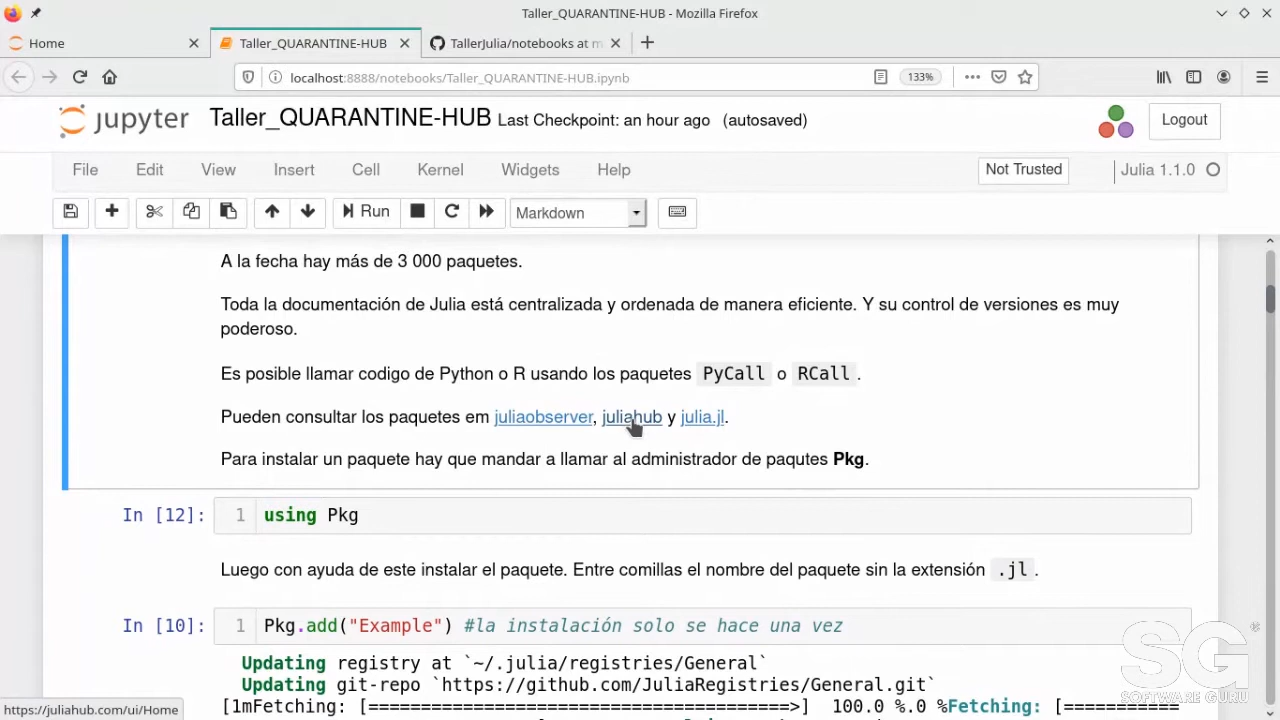 Taller_QUARANTINE-HUB - Mozilla Firefox
Home
Taller_QUARANTINE-HUB
TallerJulia/notebooks at m
localhost:8888/notebooks/Taller_QUARANTINE-HUB.ipynb
133%
jupyter Taller_QUARANTINE-HUB Last Checkpoint: an hour ago (autosaved)
Logout
File Edit View Insert Cell Kernel Widgets Help
Not Trusted
Julia 1.1.0
Run
Markdown
A la fecha hay más de 3 000 paquetes.
Toda la documentación de Julia está centralizada y ordenada de manera eficiente. Y su control de versiones es muy
poderoso.
Es posible llamar codigo de Python o R usando los paquetes PyCall o RCall .
Pueden consultar los paquetes em juliaobserver, juliahub y julia.jl.
Para instalar un paquete hay que mandar a llamar al administrador de paqutes Pkg.
In [12]: 1 using Pkg
Luego con ayuda de este instalar el paquete. Entre comillas el nombre del paquete sin la extensión .jl .
In [10]: 1 Pkg.add("Example") #la instalación solo se hace una vez
Updating registry at `~/.julia/registries/General`
Updating git-repo `https://github.com/JuliaRegistries/General.git`
[1mFetching: [========================================>] 100.0 %.0 %Fetching: [===========
https://juliahub.com/ui/Home
SG
SOFTWARE GURU